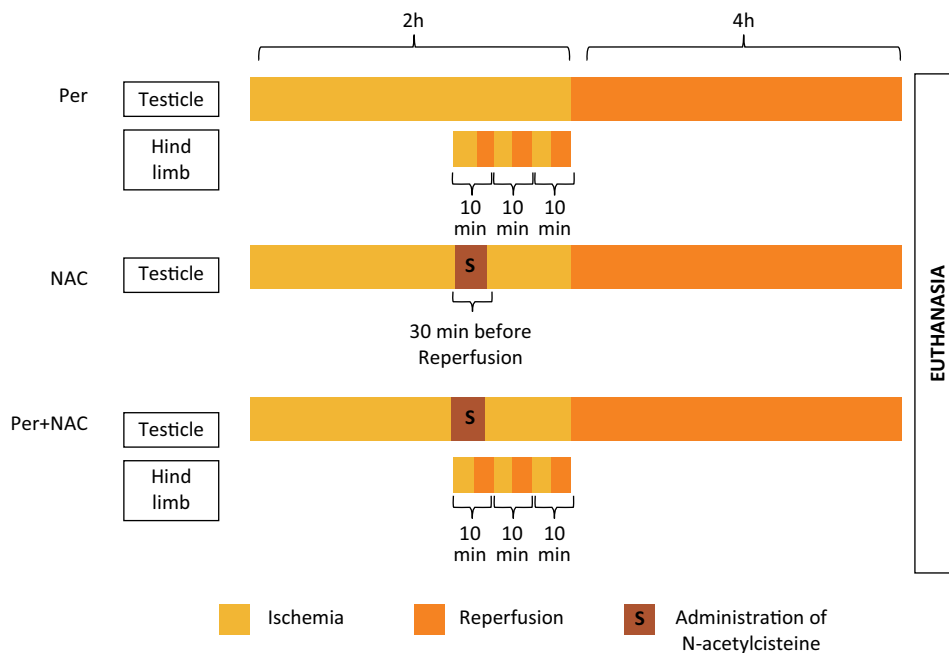 2h
4h
Per
Testicle
Hind
limb
10
min
10
min
10
min
NAC
Testicle
S
30 min before
Reperfusion
Per+NAC
Testicle
S
Hind
limb
10
min
10
min
10
min
EUTHANASIA
Ischemia
Reperfusion
S
Administration of
N-acetylcisteine